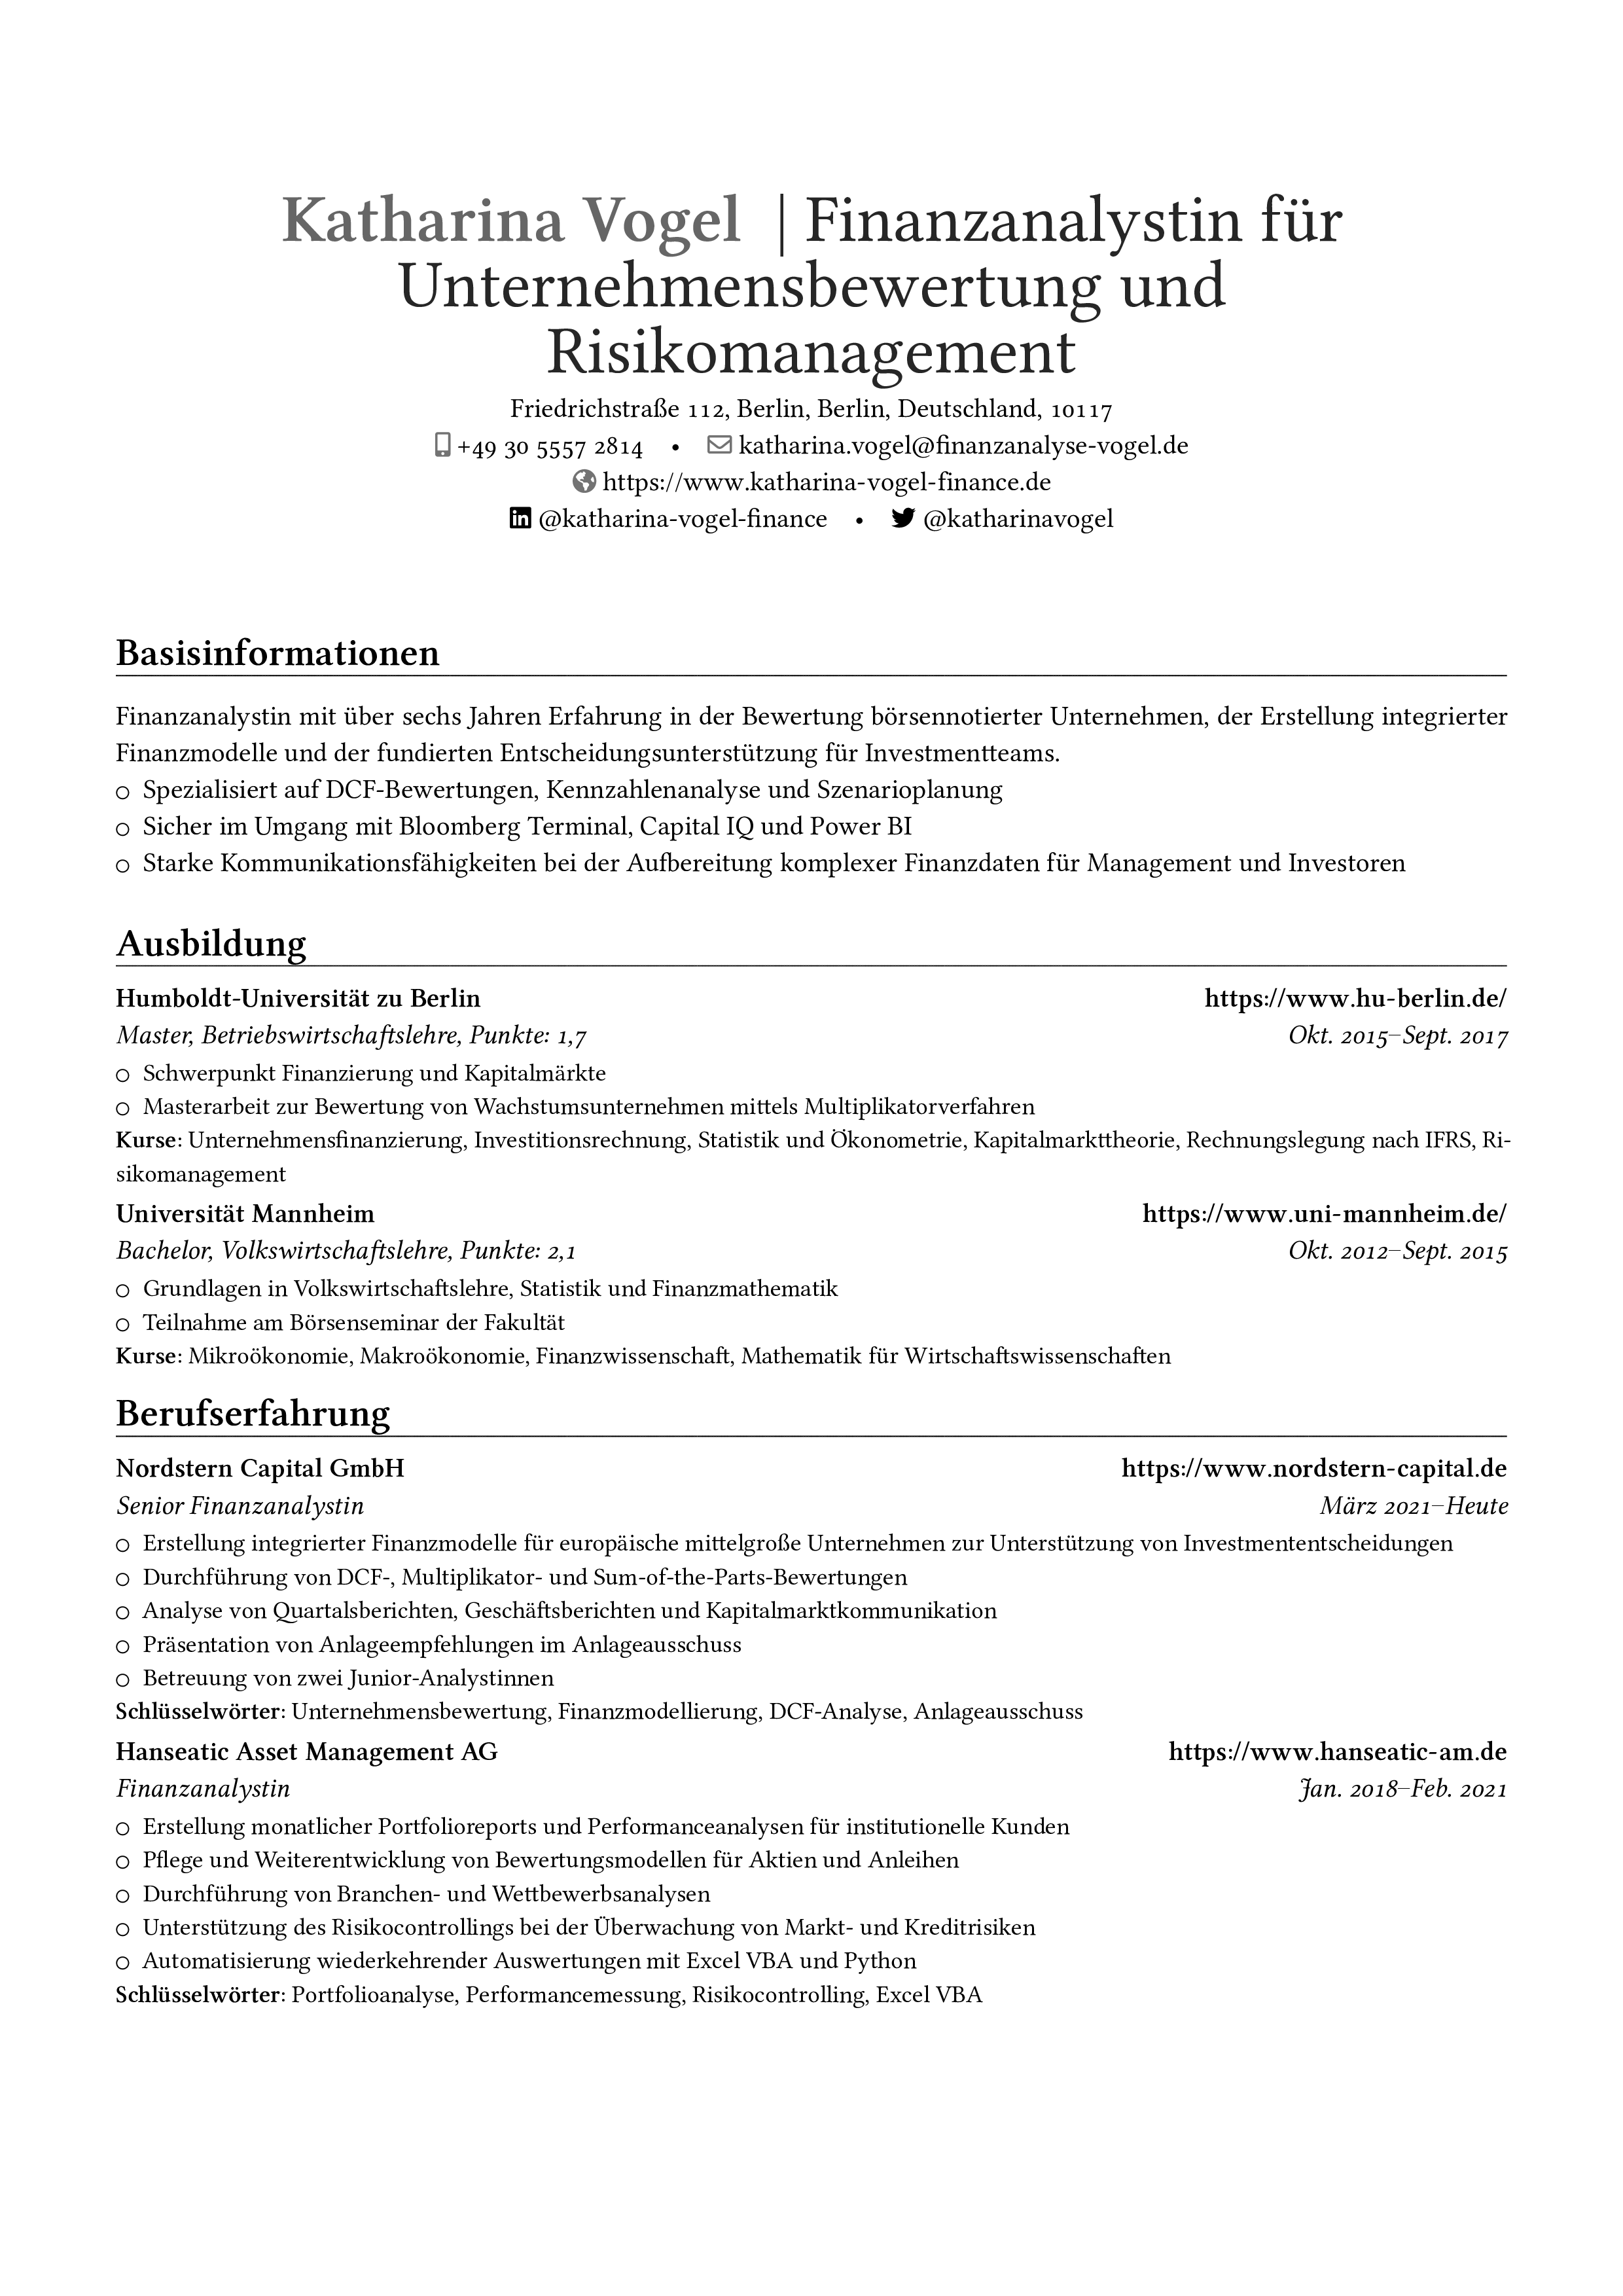 Katharina Vogel | Finanzanalystin für
Unternehmensbewertung und
Risikomanagement
Friedrichstraße 112, Berlin, Berlin, Deutschland, 10117
+49 30 5557 2814 • katharina.vogel@finanzanalyse-vogel.de
https://www.katharina-vogel-finance.de
@katharina-vogel-finance • @katharinavogel
Basisinformationen
Finanzanalystin mit über sechs Jahren Erfahrung in der Bewertung börsennotierter Unternehmen, der Erstellung integrierter
Finanzmodelle und der fundierten Entscheidungsunterstützung für Investmentteams.
○ Spezialisiert auf DCF-Bewertungen, Kennzahlenanalyse und Szenarioplanung
○ Sicher im Umgang mit Bloomberg Terminal, Capital IQ und Power BI
○ Starke Kommunikationsfähigkeiten bei der Aufbereitung komplexer Finanzdaten für Management und Investoren
Ausbildung
Humboldt-Universität zu Berlin https://www.hu-berlin.de/
Master, Betriebswirtschaftslehre, Punkte: 1,7 Okt. 2015–Sept. 2017
○ Schwerpunkt Finanzierung und Kapitalmärkte
○ Masterarbeit zur Bewertung von Wachstumsunternehmen mittels Multiplikatorverfahren
Kurse: Unternehmensfinanzierung, Investitionsrechnung, Statistik und Ökonometrie, Kapitalmarkttheorie, Rechnungslegung nach IFRS, Ri-
sikomanagement
Universität Mannheim https://www.uni-mannheim.de/
Bachelor, Volkswirtschaftslehre, Punkte: 2,1 Okt. 2012–Sept. 2015
○ Grundlagen in Volkswirtschaftslehre, Statistik und Finanzmathematik
○ Teilnahme am Börsenseminar der Fakultät
Kurse: Mikroökonomie, Makroökonomie, Finanzwissenschaft, Mathematik für Wirtschaftswissenschaften
Berufserfahrung
Nordstern Capital GmbH https://www.nordstern-capital.de
Senior Finanzanalystin März 2021–Heute
○ Erstellung integrierter Finanzmodelle für europäische mittelgroße Unternehmen zur Unterstützung von Investmententscheidungen
○ Durchführung von DCF-, Multiplikator- und Sum-of-the-Parts-Bewertungen
○ Analyse von Quartalsberichten, Geschäftsberichten und Kapitalmarktkommunikation
○ Präsentation von Anlageempfehlungen im Anlageausschuss
○ Betreuung von zwei Junior-Analystinnen
Schlüsselwörter: Unternehmensbewertung, Finanzmodellierung, DCF-Analyse, Anlageausschuss
Hanseatic Asset Management AG https://www.hanseatic-am.de
Finanzanalystin Jan. 2018–Feb. 2021
○ Erstellung monatlicher Portfolioreports und Performanceanalysen für institutionelle Kunden
○ Pflege und Weiterentwicklung von Bewertungsmodellen für Aktien und Anleihen
○ Durchführung von Branchen- und Wettbewerbsanalysen
○ Unterstützung des Risikocontrollings bei der Überwachung von Markt- und Kreditrisiken
○ Automatisierung wiederkehrender Auswertungen mit Excel VBA und Python
Schlüsselwörter: Portfolioanalyse, Performancemessung, Risikocontrolling, Excel VBA